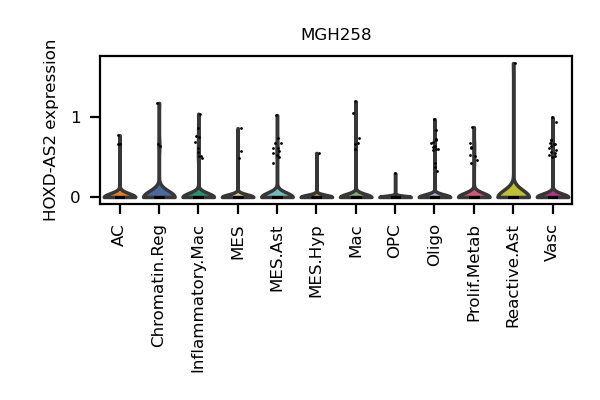 MGH258
HOXD-AS2 expression
1
0
AC
Chromatin.Reg
Inflammatory.Mac
MES
MES.Ast
MES.Hyp
Mac
OPC
Oligo
Prolif.Metab
Reactive.Ast
Vasc